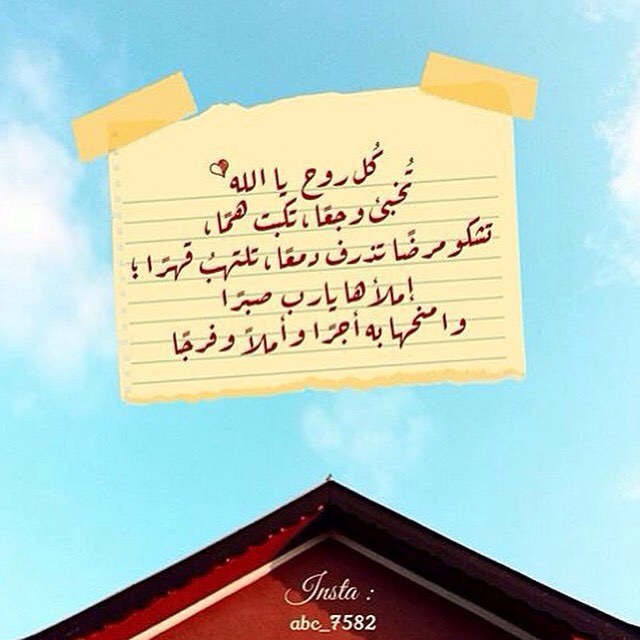 كُل روح يا الله
تُخبئ وجعًا، تكبت همًا،
تشكو مرضًا تذرف دمعًا، تلتهبُ قهرًا؛
إملأها يارب صبرًا
وامنحها به أجرًا وأملاً وفرجًا
Insta :
abc_7582